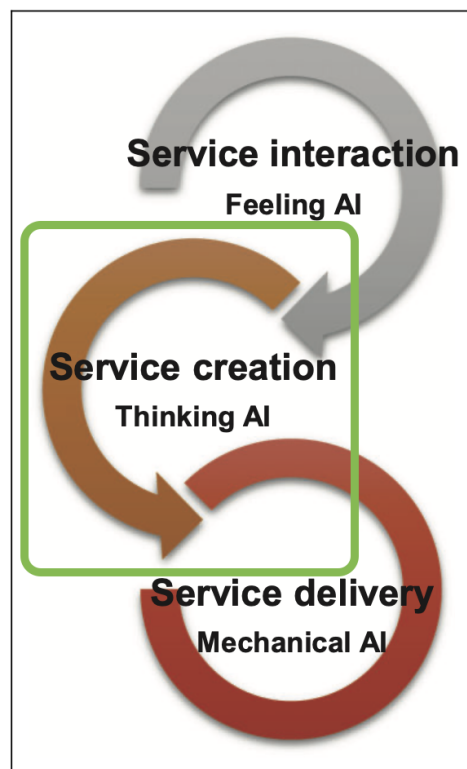 Service interaction
Feeling AI
Service creation
Thinking AI
Service delivery
Mechanical AI